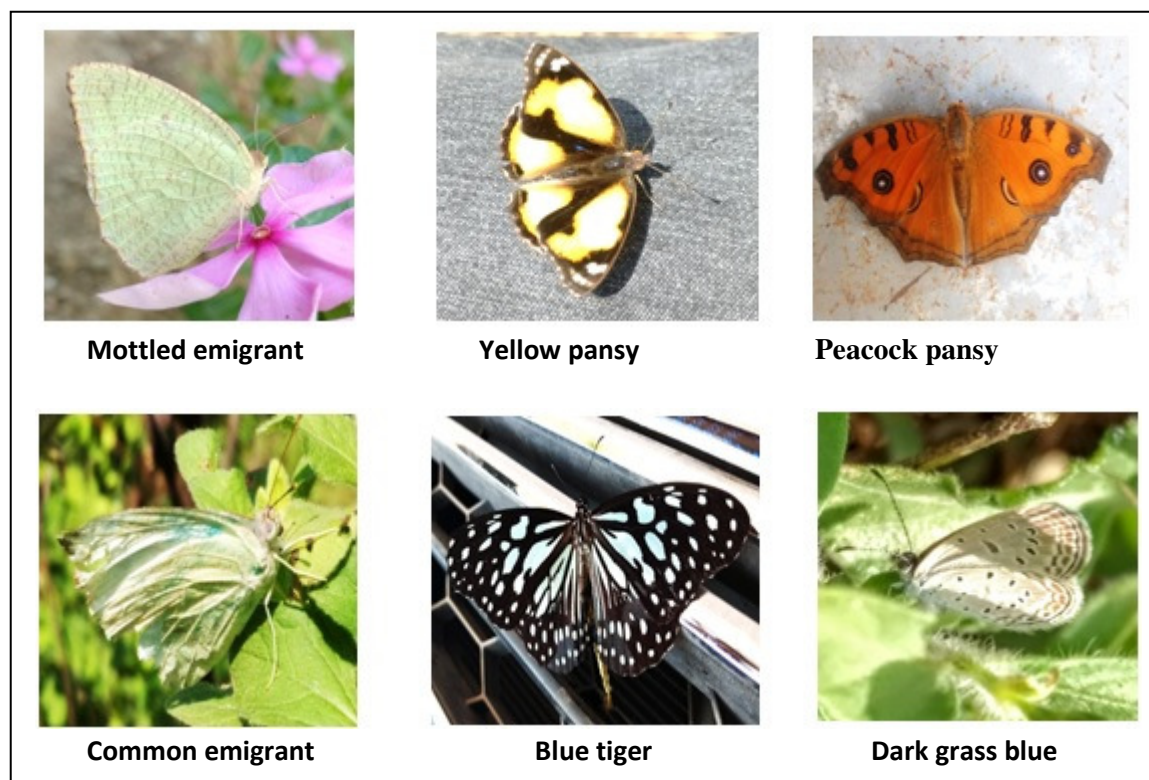 Mottled emigrant
Yellow pansy
Peacock pansy
Common emigrant
Blue tiger
Dark grass blue